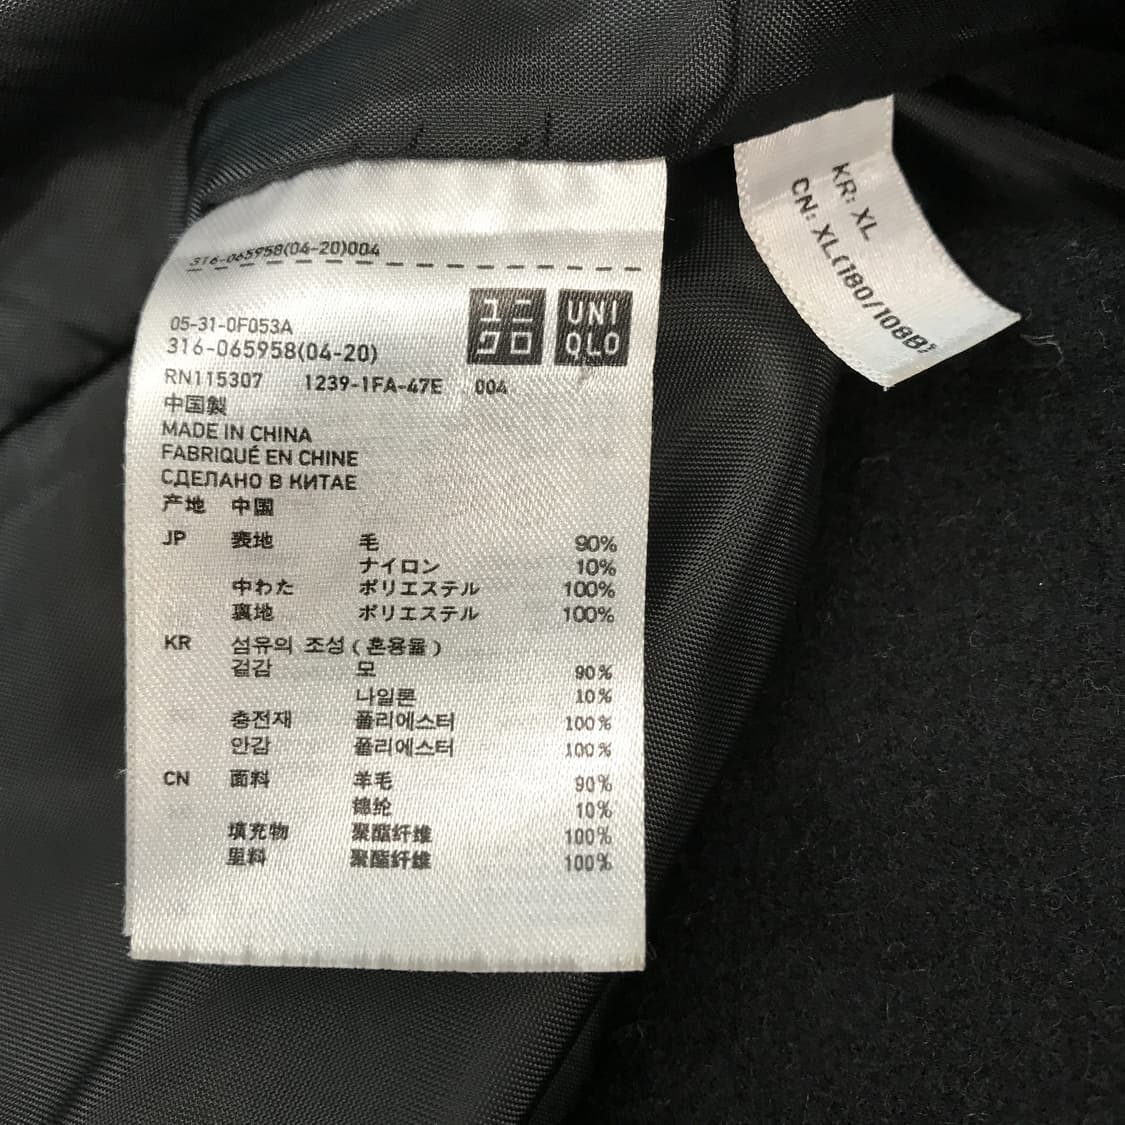 316-065958(04-20)004
ユニ
クロ
UNI
QLO
05-31-0F053A
316-065958(04-20)
RN115307 1239-1FA-47E 004
中国製
MADE IN CHINA
FABRIQUÉ EN CHINE
СДЕЛАНО В КИТАЕ
产地 中国
JP 表地 毛 90%
ナイロン 10%
中わた ポリエステル 100%
裏地 ポリエステル 100%
KR 섬유의 조성(혼용율)
겉감 모 90%
나일론 10%
충전재 폴리에스터 100%
안감 폴리에스터 100%
CN 面料 羊毛 90%
锦纶 10%
填充物 聚酯纤维 100%
里料 聚酯纤维 100%
KR: XL
CN: XL(180/108B)